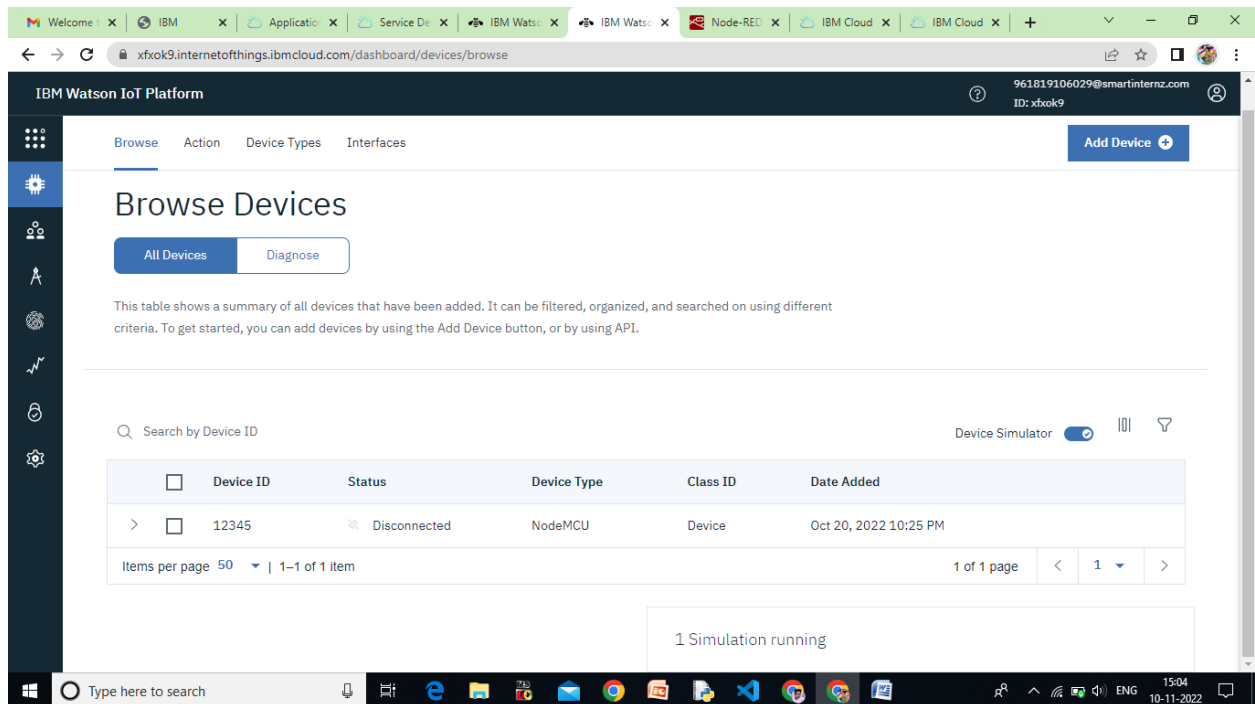 Welcome t
IBM
Application
Service De
IBM Watso
IBM Watso
Node-RED
IBM Cloud
IBM Cloud
xfxok9.internetofthings.ibmcloud.com/dashboard/devices/browse
IBM Watson IoT Platform
961819106029@smartinternz.com
ID: xfxok9
Browse Action Device Types Interfaces
Add Device
Browse Devices
All Devices Diagnose
This table shows a summary of all devices that have been added. It can be filtered, organized, and searched on using different
criteria. To get started, you can add devices by using the Add Device button, or by using API.
Search by Device ID
Device Simulator
Device ID Status Device Type Class ID Date Added
12345 Disconnected NodeMCU Device Oct 20, 2022 10:25 PM
Items per page 50 | 1–1 of 1 item
1 of 1 page
1
1 Simulation running
Type here to search
ENG
15:04
10-11-2022